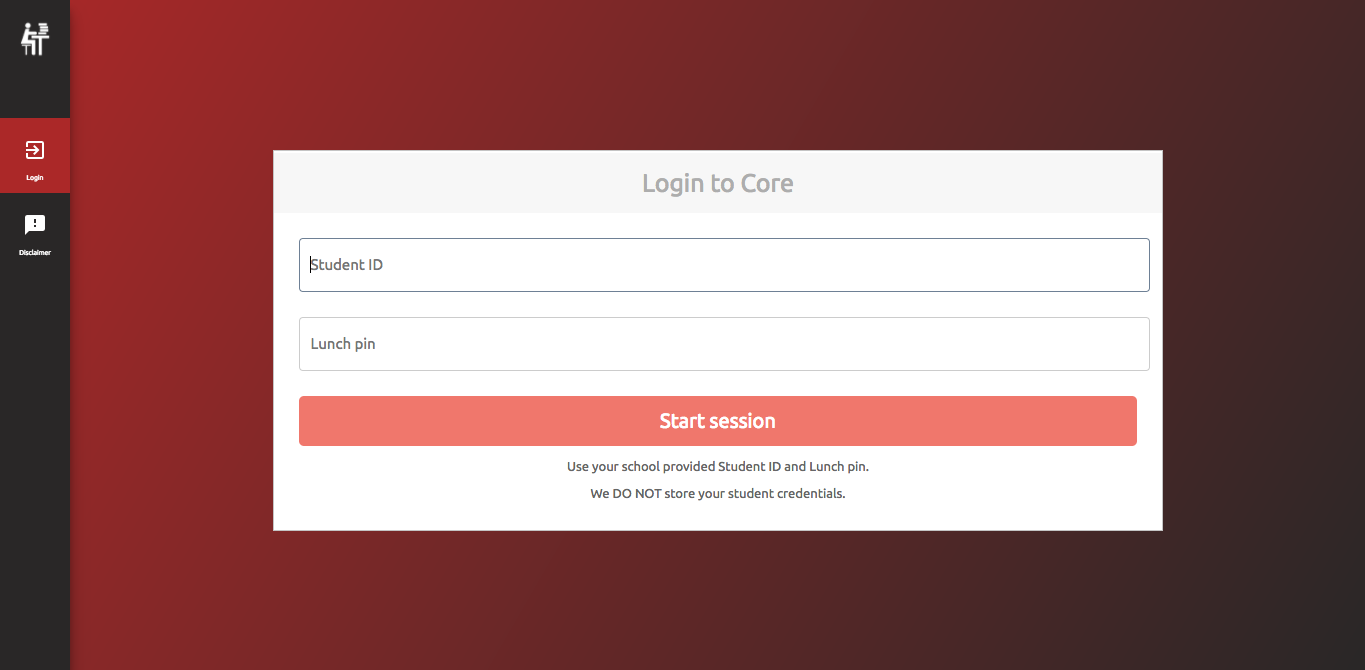 Login to Core
Login
Disclaimer
Student ID
Lunch pin
Start session
Use your school provided Student ID and Lunch pin.
We DO NOT store your student credentials.